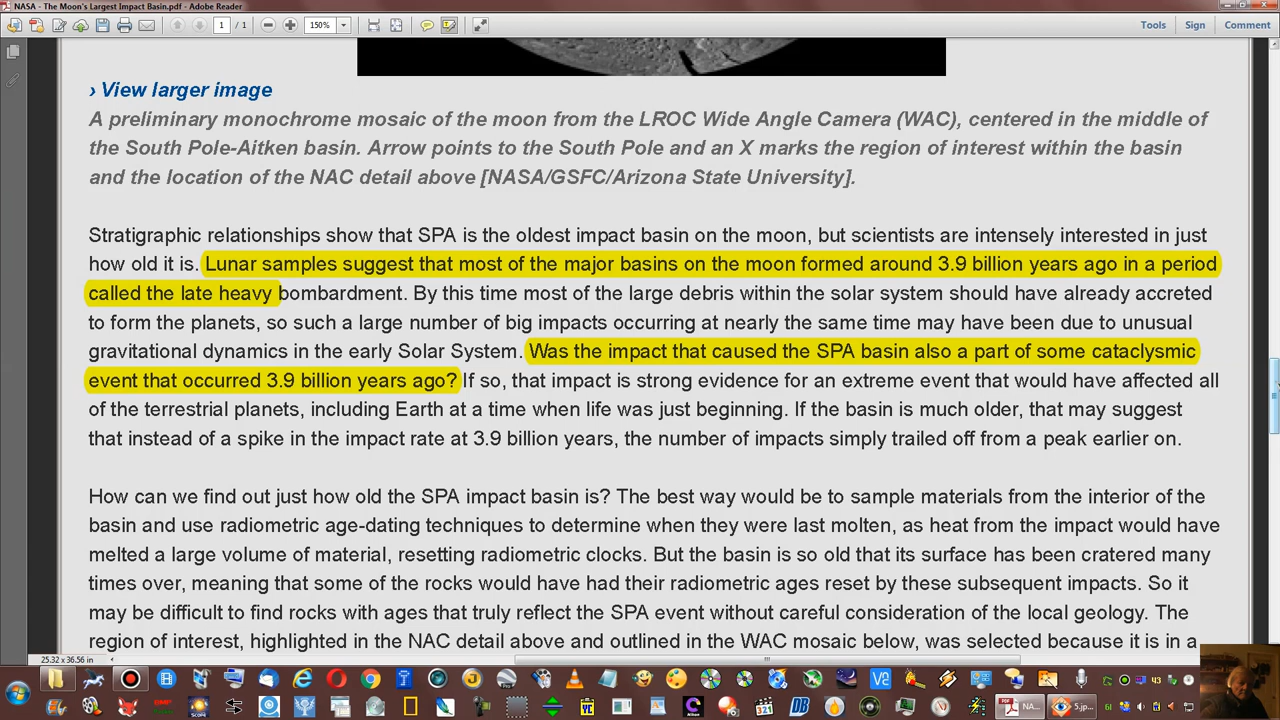 NASA - The Moon's Largest Impact Basin.pdf - Adobe Reader
1 / 1
150%
Tools
Sign
Comment
› View larger image
A preliminary monochrome mosaic of the moon from the LROC Wide Angle Camera (WAC), centered in the middle of
the South Pole-Aitken basin. Arrow points to the South Pole and an X marks the region of interest within the basin
and the location of the NAC detail above [NASA/GSFC/Arizona State University].
Stratigraphic relationships show that SPA is the oldest impact basin on the moon, but scientists are intensely interested in just
how old it is. Lunar samples suggest that most of the major basins on the moon formed around 3.9 billion years ago in a period
called the late heavy bombardment. By this time most of the large debris within the solar system should have already accreted
to form the planets, so such a large number of big impacts occurring at nearly the same time may have been due to unusual
gravitational dynamics in the early Solar System. Was the impact that caused the SPA basin also a part of some cataclysmic
event that occurred 3.9 billion years ago? If so, that impact is strong evidence for an extreme event that would have affected all
of the terrestrial planets, including Earth at a time when life was just beginning. If the basin is much older, that may suggest
that instead of a spike in the impact rate at 3.9 billion years, the number of impacts simply trailed off from a peak earlier on.
How can we find out just how old the SPA impact basin is? The best way would be to sample materials from the interior of the
basin and use radiometric age-dating techniques to determine when they were last molten, as heat from the impact would have
melted a large volume of material, resetting radiometric clocks. But the basin is so old that its surface has been cratered many
times over, meaning that some of the rocks would have had their radiometric ages reset by these subsequent impacts. So it
may be difficult to find rocks with ages that truly reflect the SPA event without careful consideration of the local geology. The
region of interest, highlighted in the NAC detail above and outlined in the WAC mosaic below, was selected because it is in a
25.32 x 36.56 in
V2
43
SCOPE
321
DB
NA...
5.jp...